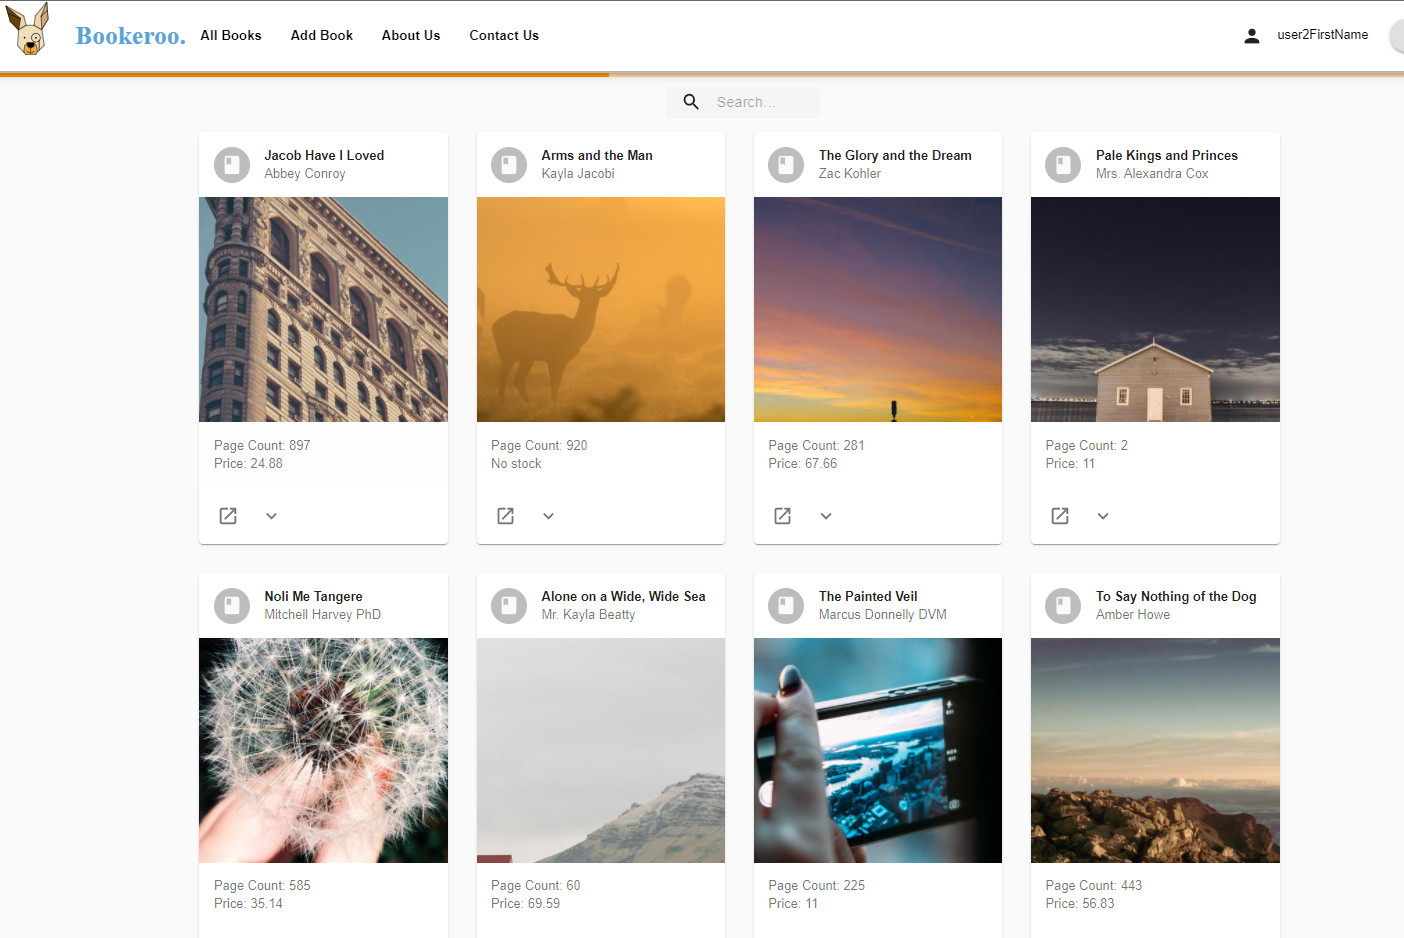 Bookeroo. All Books Add Book About Us Contact Us user2FirstName
Search...
Jacob Have I Loved
Abbey Conroy
Page Count: 897
Price: 24.88
Arms and the Man
Kayla Jacobi
Page Count: 920
No stock
The Glory and the Dream
Zac Kohler
Page Count: 281
Price: 67.66
Pale Kings and Princes
Mrs. Alexandra Cox
Page Count: 2
Price: 11
Noli Me Tangere
Mitchell Harvey PhD
Page Count: 585
Price: 35.14
Alone on a Wide, Wide Sea
Mr. Kayla Beatty
Page Count: 60
Price: 69.59
The Painted Veil
Marcus Donnelly DVM
Page Count: 225
Price: 11
To Say Nothing of the Dog
Amber Howe
Page Count: 443
Price: 56.83